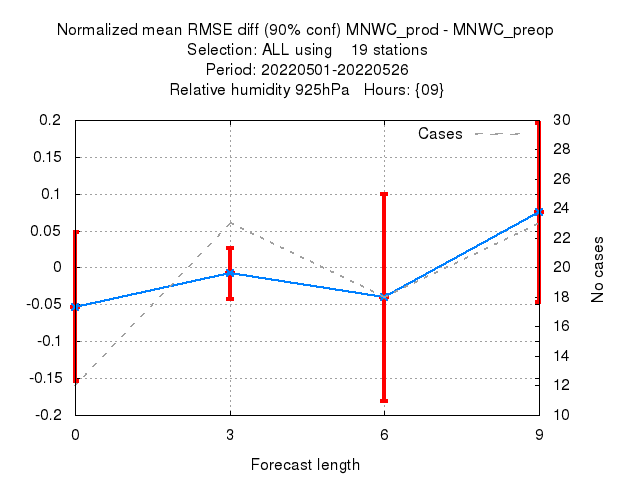 Normalized mean RMSE diff (90% conf) MNWC_prod - MNWC_preop
Selection: ALL using 19 stations
Period: 20220501-20220526
Relative humidity 925hPa Hours: {09}
Cases
0.2
0.15
0.1
0.05
0
-0.05
-0.1
-0.15
-0.2
30
28
26
24
22
20
18
16
14
12
10
No cases
0 3 6 9
Forecast length